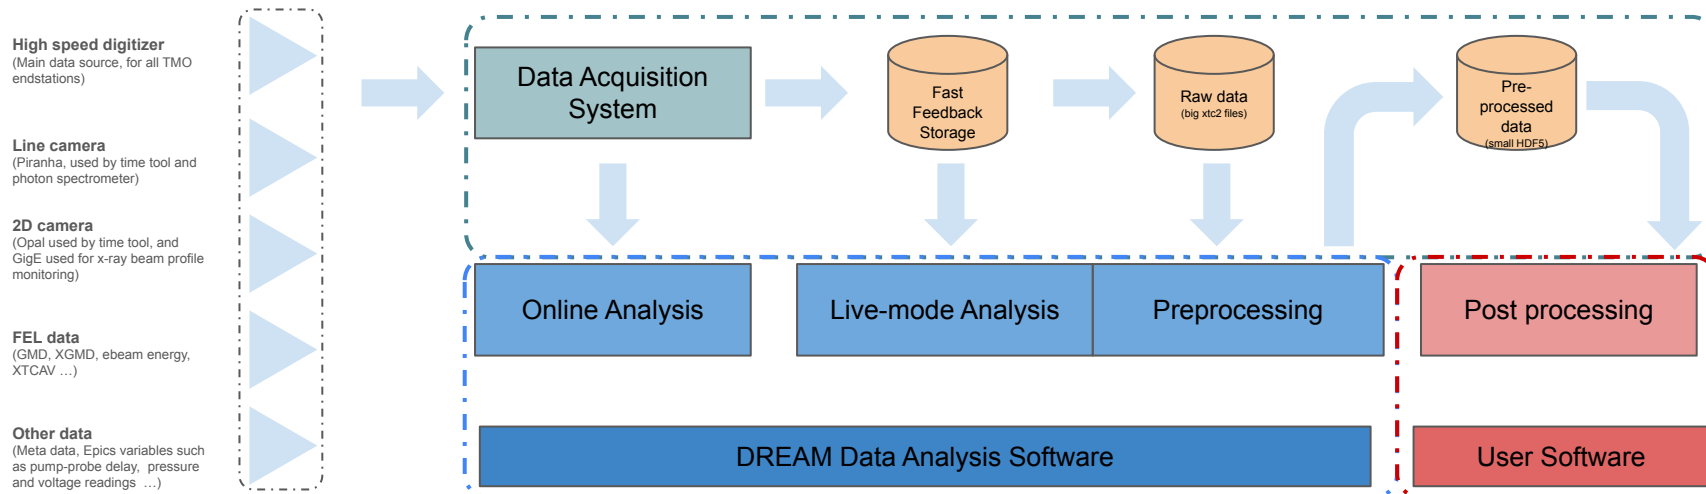 High speed digitizer
(Main data source, for all TMO
endstations)
Line camera
(Piranha, used by time tool and
photon spectrometer)
2D camera
(Opal used by time tool, and
GigE used for x-ray beam profile
monitoring)
FEL data
(GMD, XGMD, ebeam energy,
XTCAV …)
Other data
(Meta data, Epics variables such
as pump-probe delay,  pressure
and voltage readings  …)
Data Acquisition
System
Fast
Feedback
Storage
Raw data
(big xtc2 files)
Pre-
processed
data
(small HDF5)
Online Analysis
Live-mode Analysis
Preprocessing
Post processing
DREAM Data Analysis Software
User Software